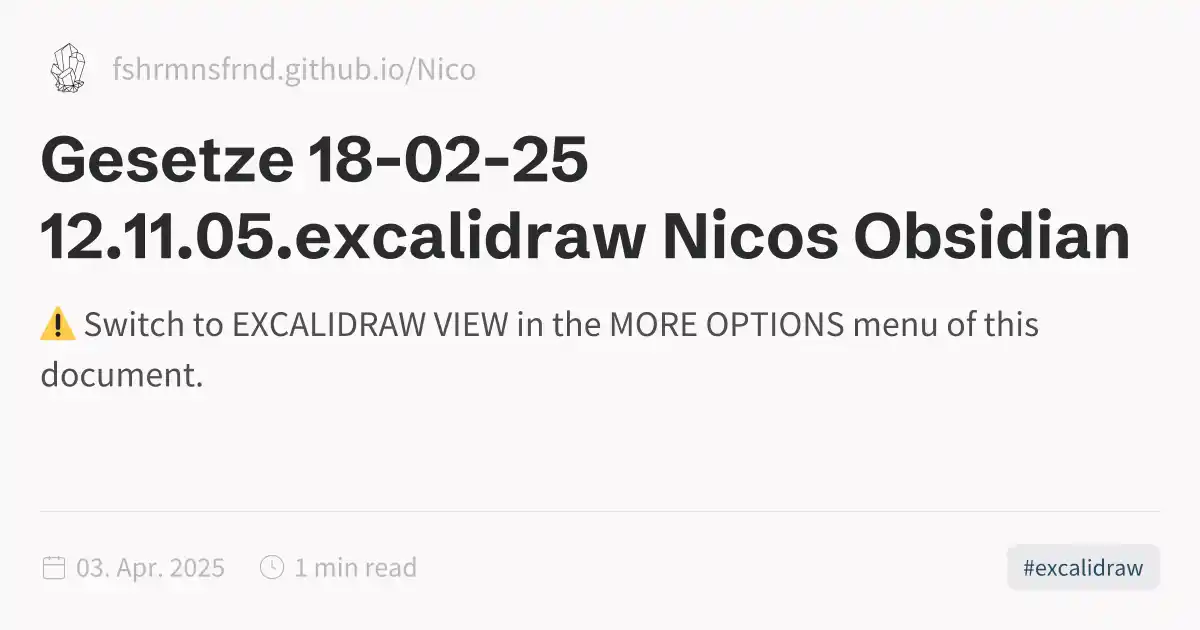 fshrmnsfrnd.github.io/Nico
Gesetze 18-02-25
12.11.05.excalidraw Nicos Obsidian
⚠️ Switch to EXCALIDRAW VIEW in the MORE OPTIONS menu of this
document.
03. Apr. 2025 1 min read #excalidraw